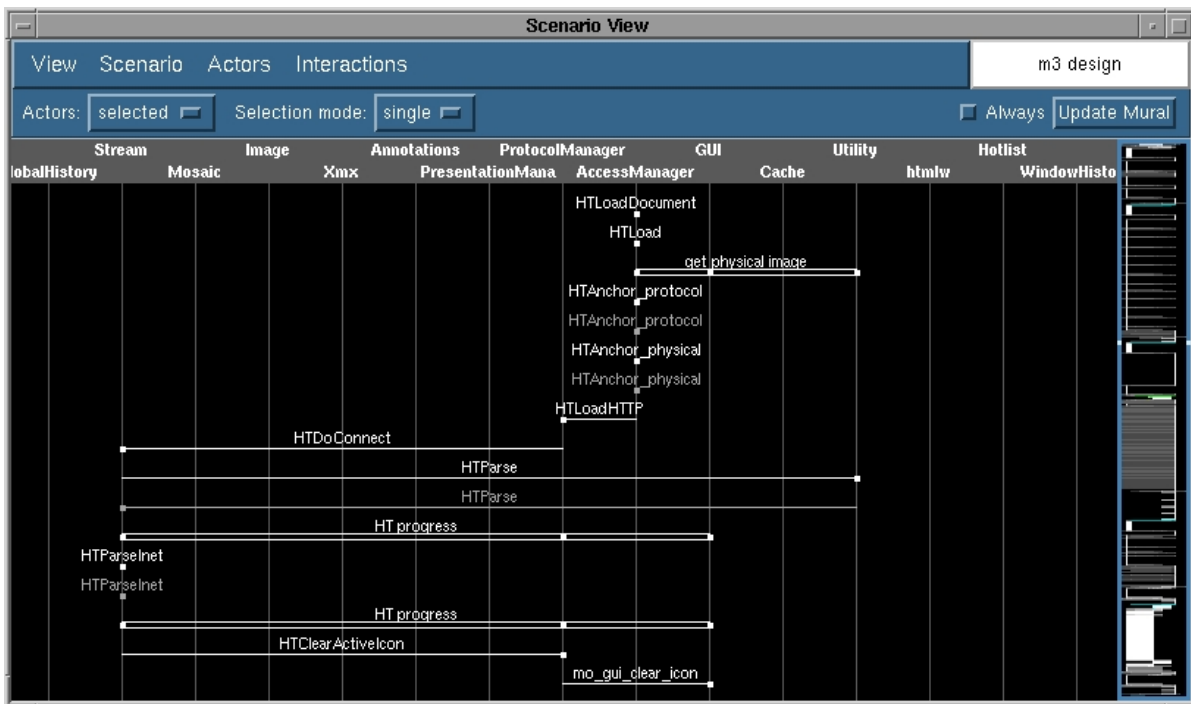 Scenario View
View Scenario Actors Interactions m3 design
Actors: selected Selection mode: single Always Update Mural
Stream Image Annotations ProtocolManager GUI Utility Hotlist
lobalHistory Mosaic Xmx PresentationMana AccessManager Cache htmlw WindowHisto
HTLoadDocument
HTLoad
get physical image
HTAnchor_protocol
HTAnchor_protocol
HTAnchor_physical
HTAnchor_physical
HTLoadHTTP
HTDoConnect
HTParse
HTParse
HT progress
HTParseInet
HTParseInet
HT progress
HTClearActiveIcon
mo_gui_clear_icon